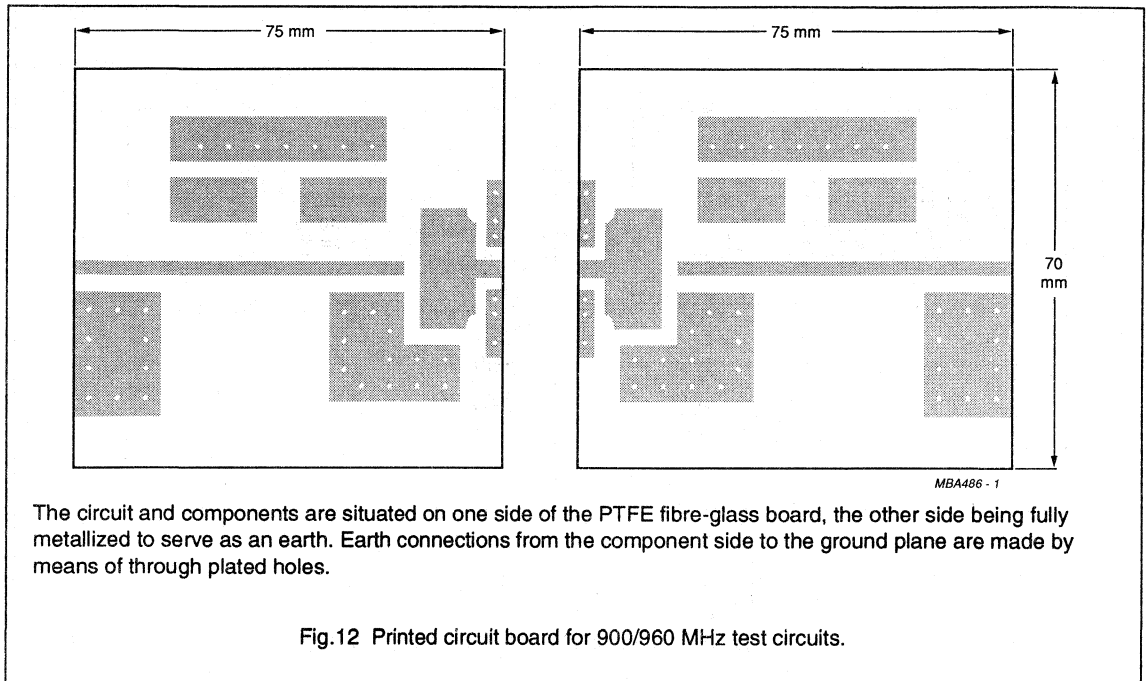 75 mm
75 mm
70
mm
MBA486 - 1
The circuit and components are situated on one side of the PTFE fibre-glass board, the other side being fully
metallized to serve as an earth. Earth connections from the component side to the ground plane are made by
means of through plated holes.
Fig.12 Printed circuit board for 900/960 MHz test circuits.